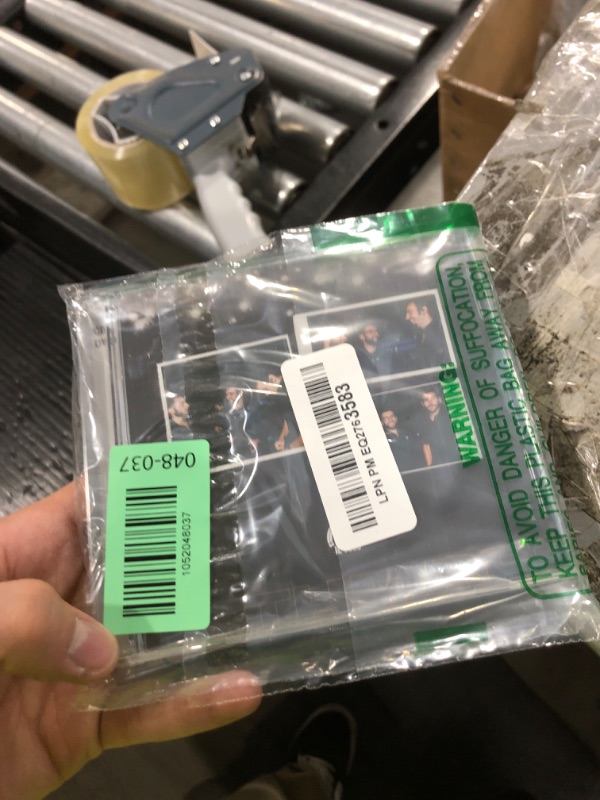 048-037
1052048037
LPN PM EQ2763583
WARNING:
TO AVOID DANGER OF SUFFOCATION,
KEEP THIS PLASTIC BAG AWAY FROM